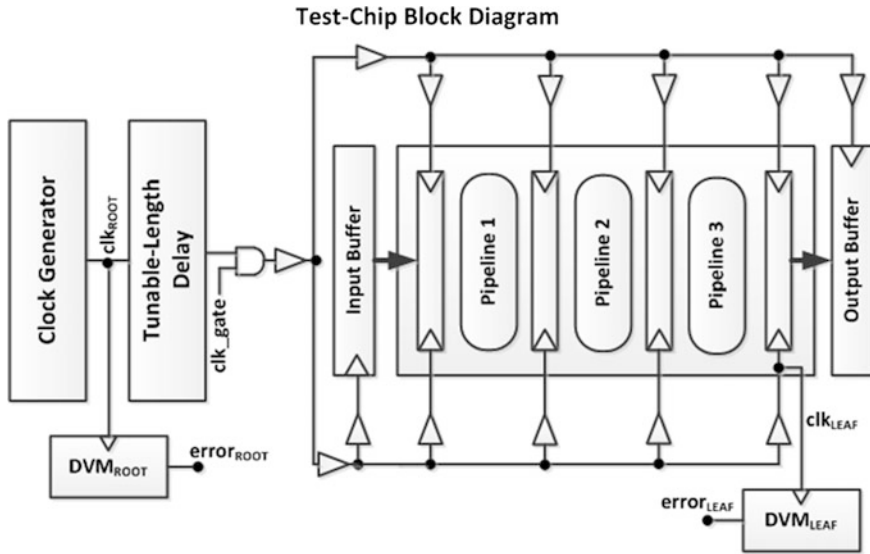 Test-Chip Block Diagram
Clock Generator
clkROOT
Tunable-Length
Delay
clk_gate
Input Buffer
Pipeline 1
Pipeline 2
Pipeline 3
Output Buffer
DVMROOT
errorROOT
clkLEAF
errorLEAF
DVMLEAF